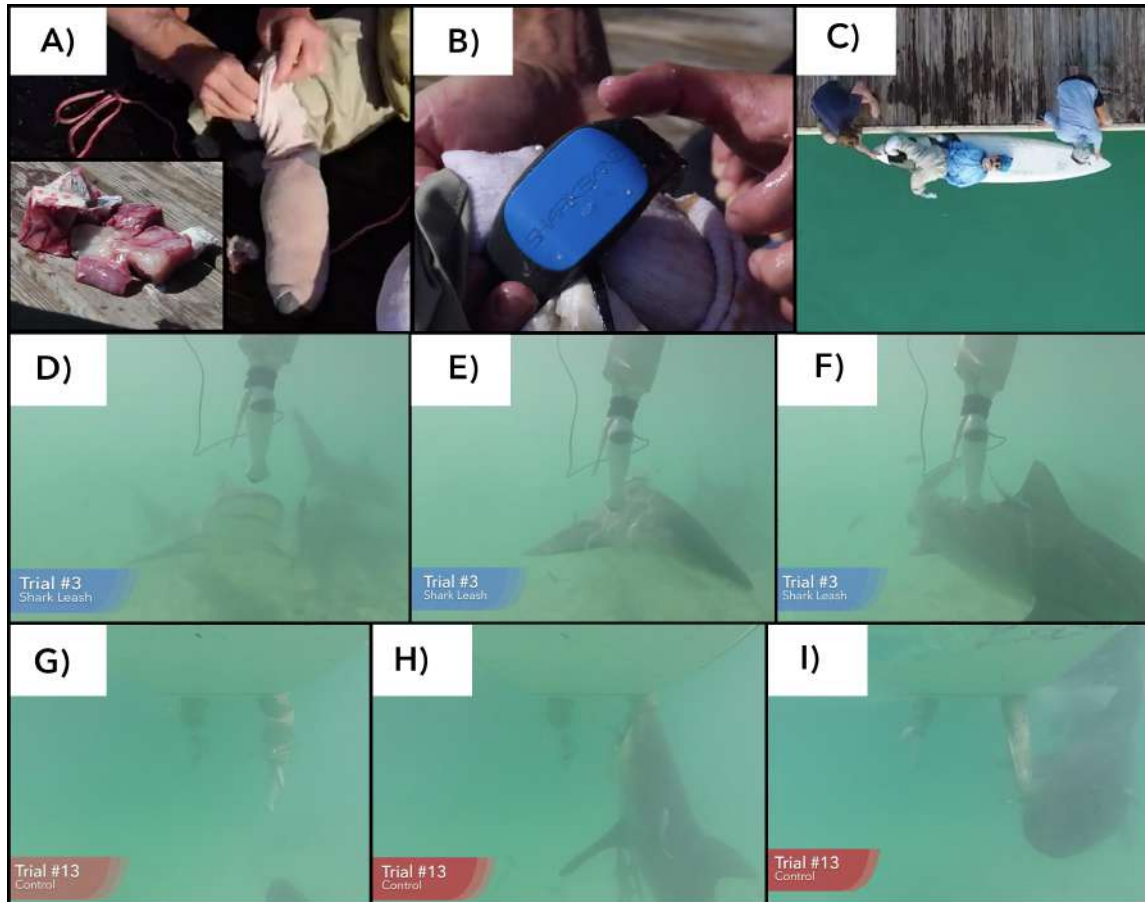 A)
B)
C)
D)
Trial #3
Shark Leash
E)
Trial #3
Shark Leash
F)
Trial #3
Shark Leash
G)
Trial #13
Control
H)
Trial #13
Control
I)
Trial #13
Control